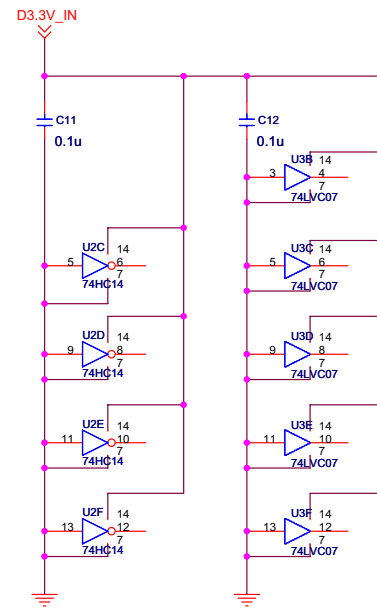 D3.3V_IN
C11
0.1u
C12
0.1u
U3B 14
3 4
7
74LVC07
U2C 14
5 6
7
74HC14
U3C 14
5 6
7
74LVC07
U2D 14
9 8
7
74HC14
U3D 14
9 8
7
74LVC07
U2E 14
11 10
7
74HC14
U3E 14
11 10
7
74LVC07
U2F 14
13 12
7
74HC14
U3F 14
13 12
7
74LVC07